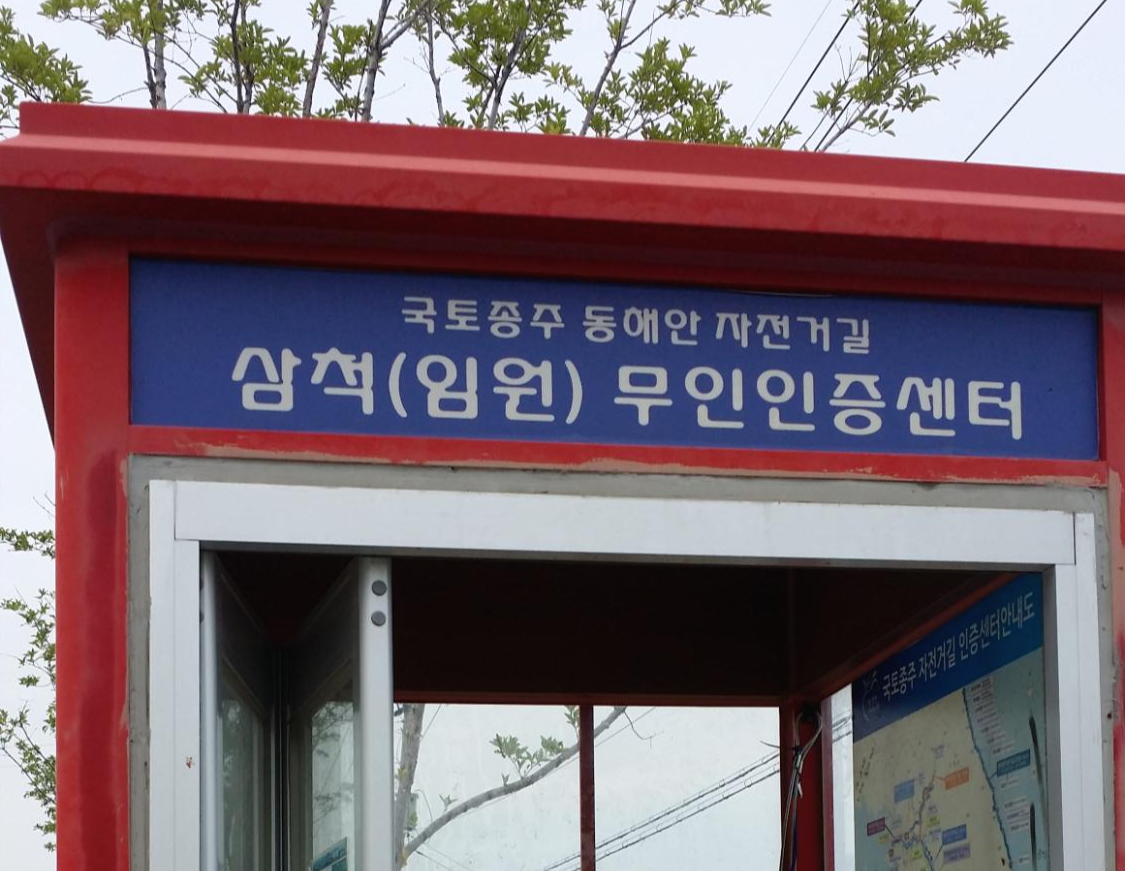 국토종주 동해안 자전거길
삼척(임원) 무인인증센터
국토종주 자전거길 인증센터안내도